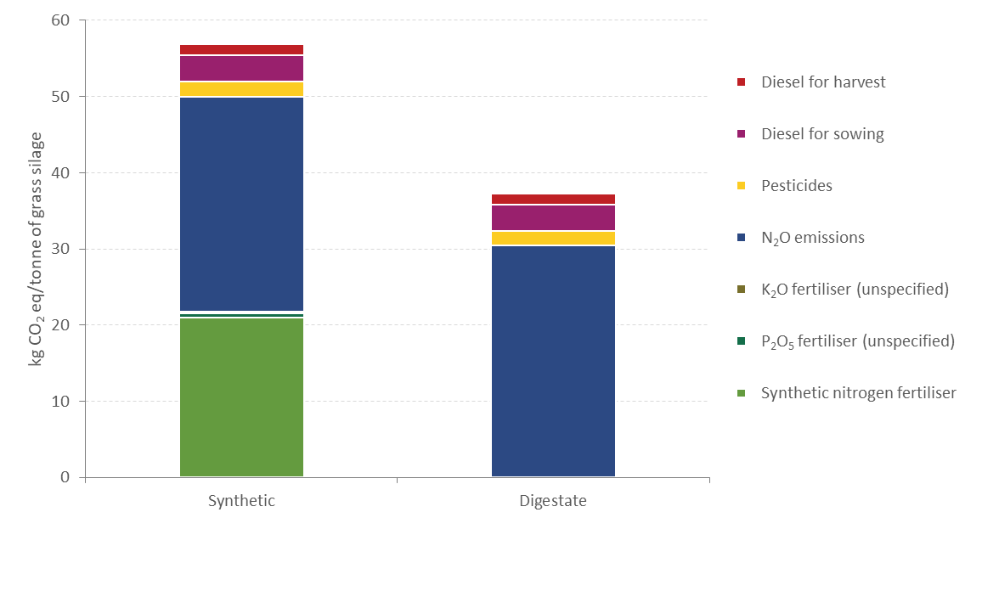 60
50
40
30
20
10
0
kg CO₂ eq/tonne of grass silage
Synthetic
Digestate
Diesel for harvest
Diesel for sowing
Pesticides
N₂O emissions
K₂O fertiliser (unspecified)
P₂O₅ fertiliser (unspecified)
Synthetic nitrogen fertiliser